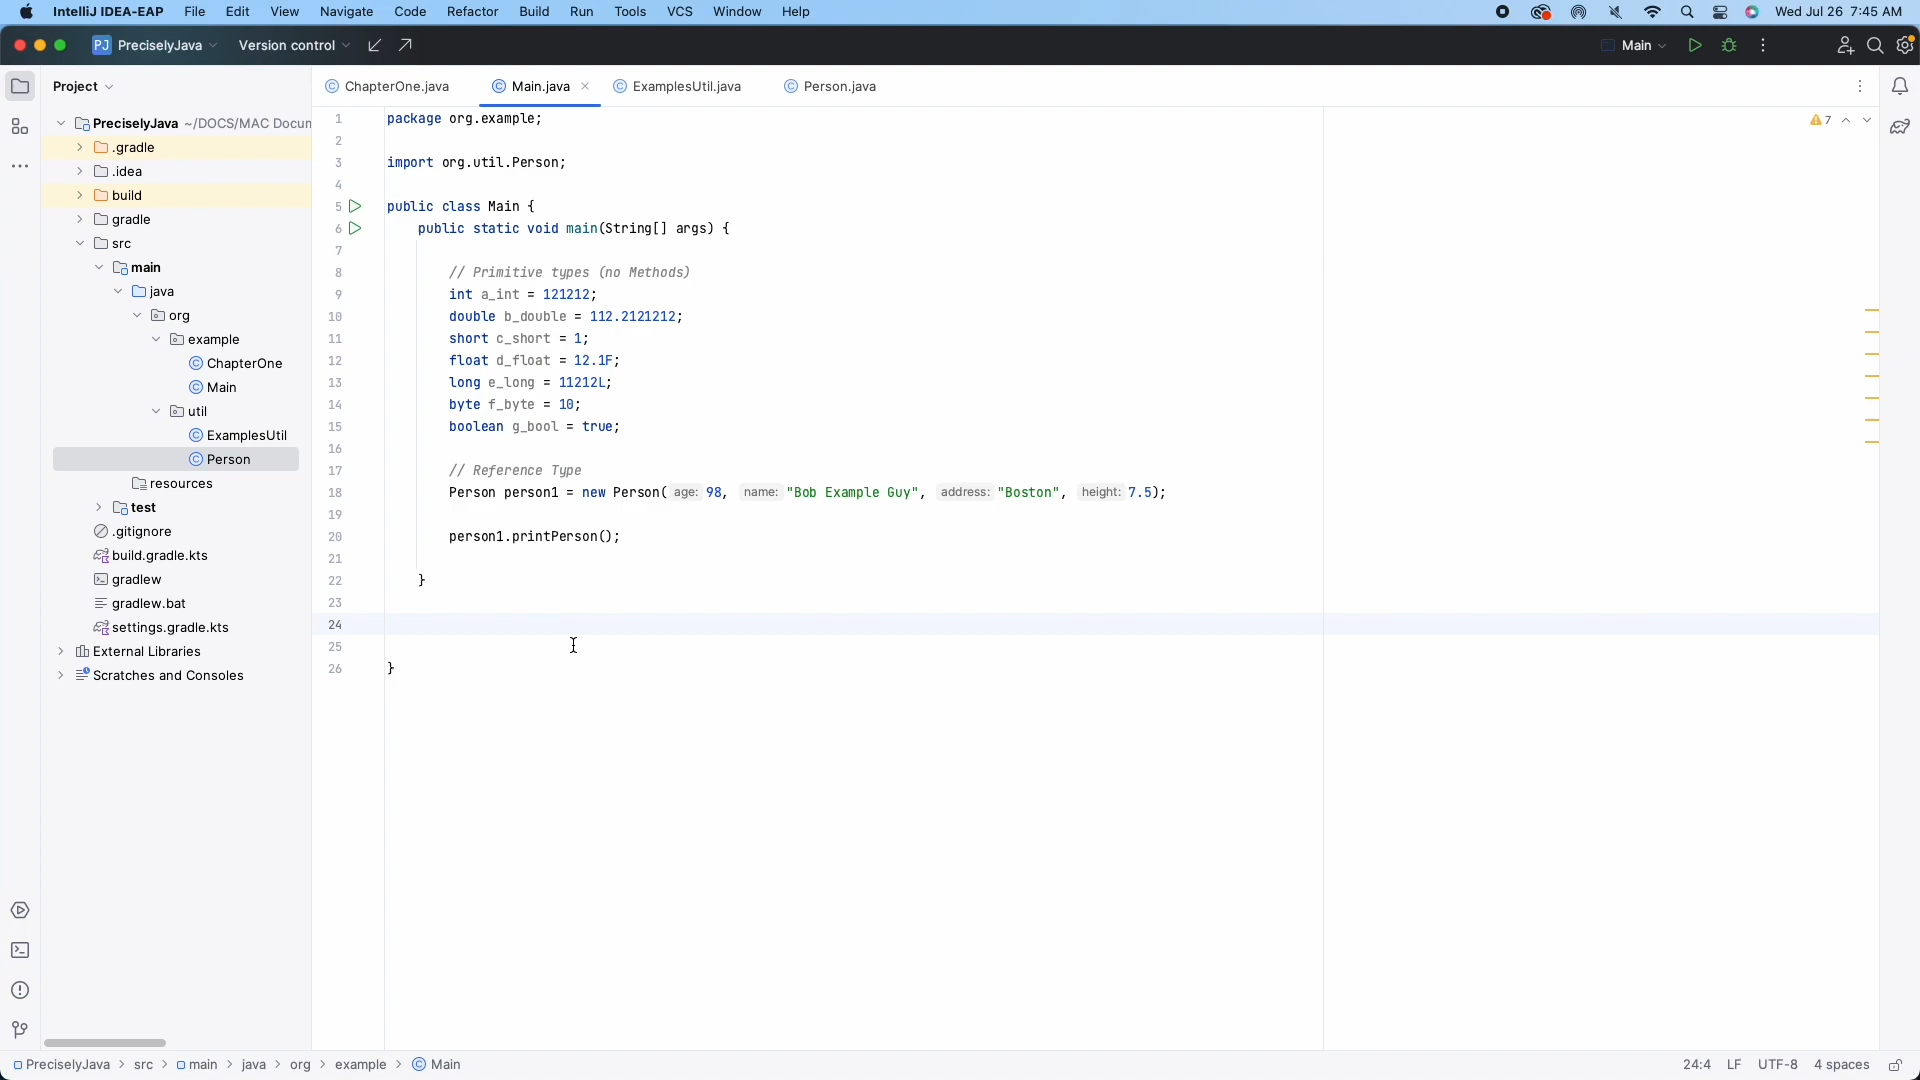 IntelliJ IDEA-EAP File Edit View Navigate Code Refactor Build Run Tools VCS Window Help Wed Jul 26 7:45 AM
PJ PreciselyJava Version control Main
Project
ChapterOne.java Main.java ExamplesUtil.java Person.java
PreciselyJava ~/DOCS/MAC Docum
.gradle
.idea
build
gradle
src
main
java
org
example
ChapterOne
Main
util
ExamplesUtil
Person
resources
test
.gitignore
build.gradle.kts
gradlew
gradlew.bat
settings.gradle.kts
External Libraries
Scratches and Consoles
7
1 package org.example;
2
3 import org.util.Person;
4
5 public class Main {
6 public static void main(String[] args) {
7
8 // Primitive types (no Methods)
9 int a_int = 121212;
10 double b_double = 112.2121212;
11 short c_short = 1;
12 float d_float = 12.1F;
13 long e_long = 11212L;
14 byte f_byte = 10;
15 boolean g_bool = true;
16
17 // Reference Type
18 Person person1 = new Person( age: 98, name: "Bob Example Guy", address: "Boston", height: 7.5);
19
20 person1.printPerson();
21
22 }
23
24
25
26 }
PreciselyJava > src > main > java > org > example > Main 24:4 LF UTF-8 4 spaces